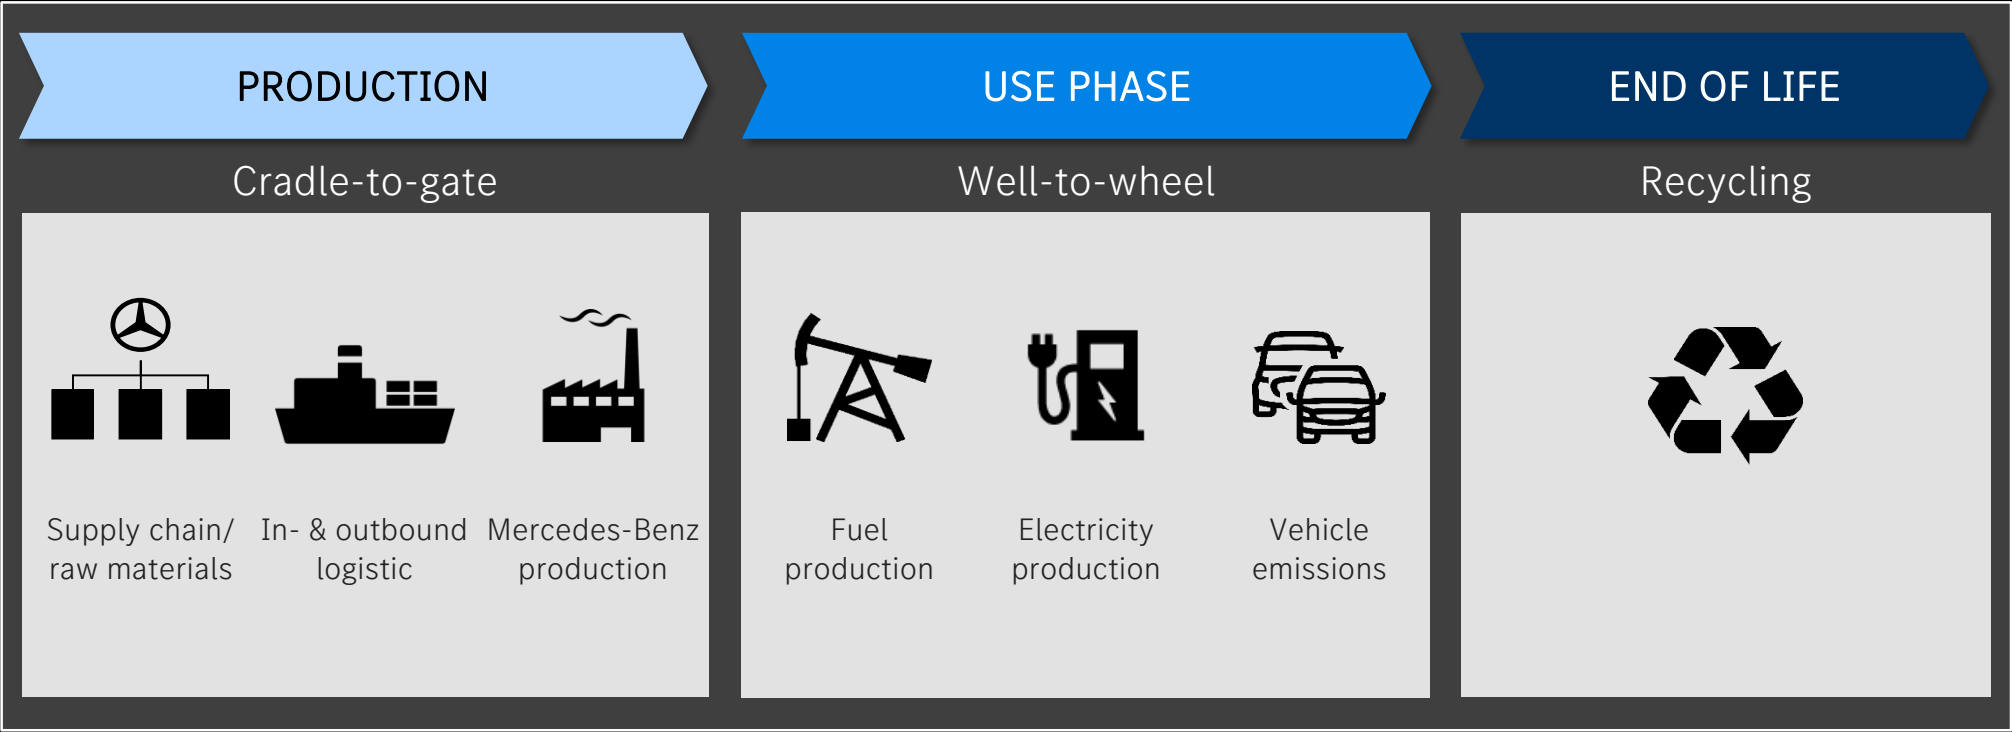 PRODUCTION
Cradle-to-gate
Supply chain/
raw materials
In- & outbound
logistic
Mercedes-Benz
production
USE PHASE
Well-to-wheel
Fuel
production
Electricity
production
Vehicle
emissions
END OF LIFE
Recycling